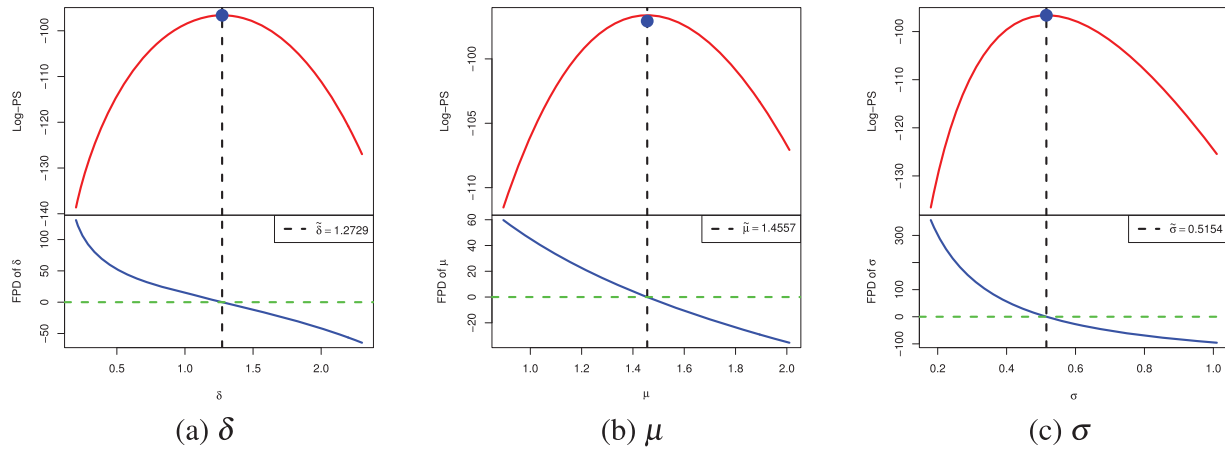 Log−PS
−140 −130 −120 −110 −100
FPD of δ
−50 0 50 100
δ̃ = 1.2729
0.5 1.0 1.5 2.0
δ
(a) δ
Log−PS
−110 −105 −100
FPD of μ
−20 0 20 40 60
μ̃ = 1.4557
1.0 1.2 1.4 1.6 1.8 2.0
μ
(b) μ
Log−PS
−130 −120 −110 −100
FPD of σ
−100 0 100 300
σ̃ = 0.5154
0.2 0.4 0.6 0.8 1.0
σ
(c) σ